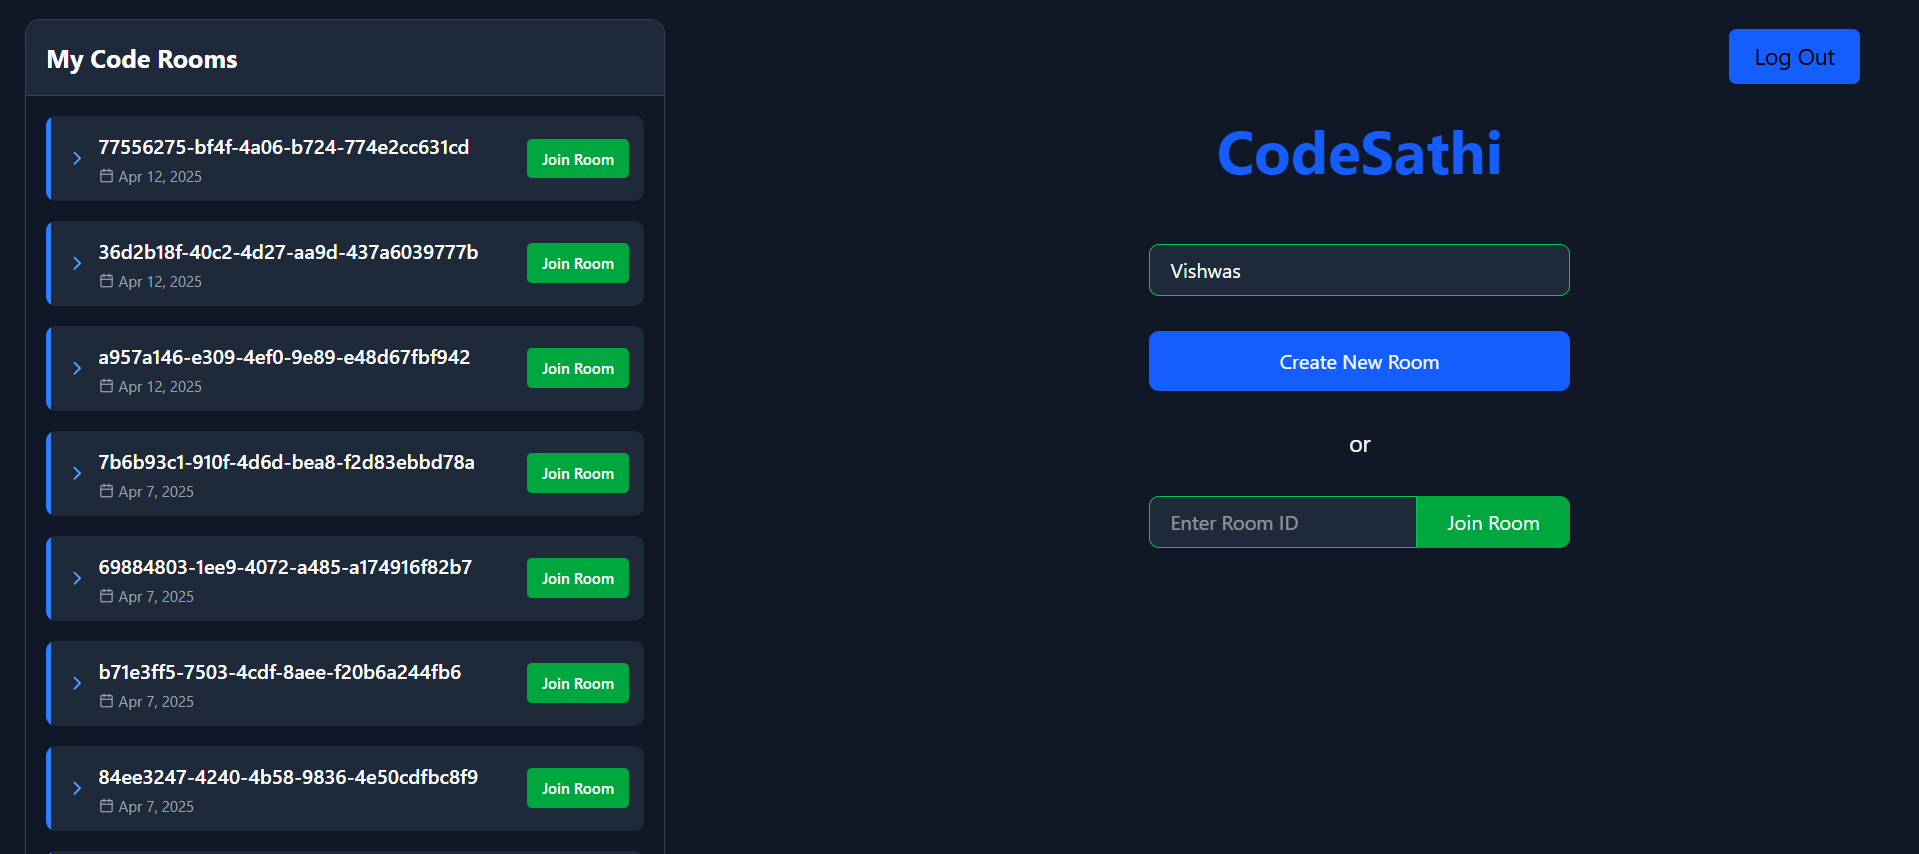 My Code Rooms
77556275-bf4f-4a06-b724-774e2cc631cd
Apr 12, 2025
Join Room
36d2b18f-40c2-4d27-aa9d-437a6039777b
Apr 12, 2025
Join Room
a957a146-e309-4ef0-9e89-e48d67fbf942
Apr 12, 2025
Join Room
7b6b93c1-910f-4d6d-bea8-f2d83ebbd78a
Apr 7, 2025
Join Room
69884803-1ee9-4072-a485-a174916f82b7
Apr 7, 2025
Join Room
b71e3ff5-7503-4cdf-8aee-f20b6a244fb6
Apr 7, 2025
Join Room
84ee3247-4240-4b58-9836-4e50cdfbc8f9
Apr 7, 2025
Join Room
Log Out
CodeSathi
Vishwas
Create New Room
or
Enter Room ID
Join Room